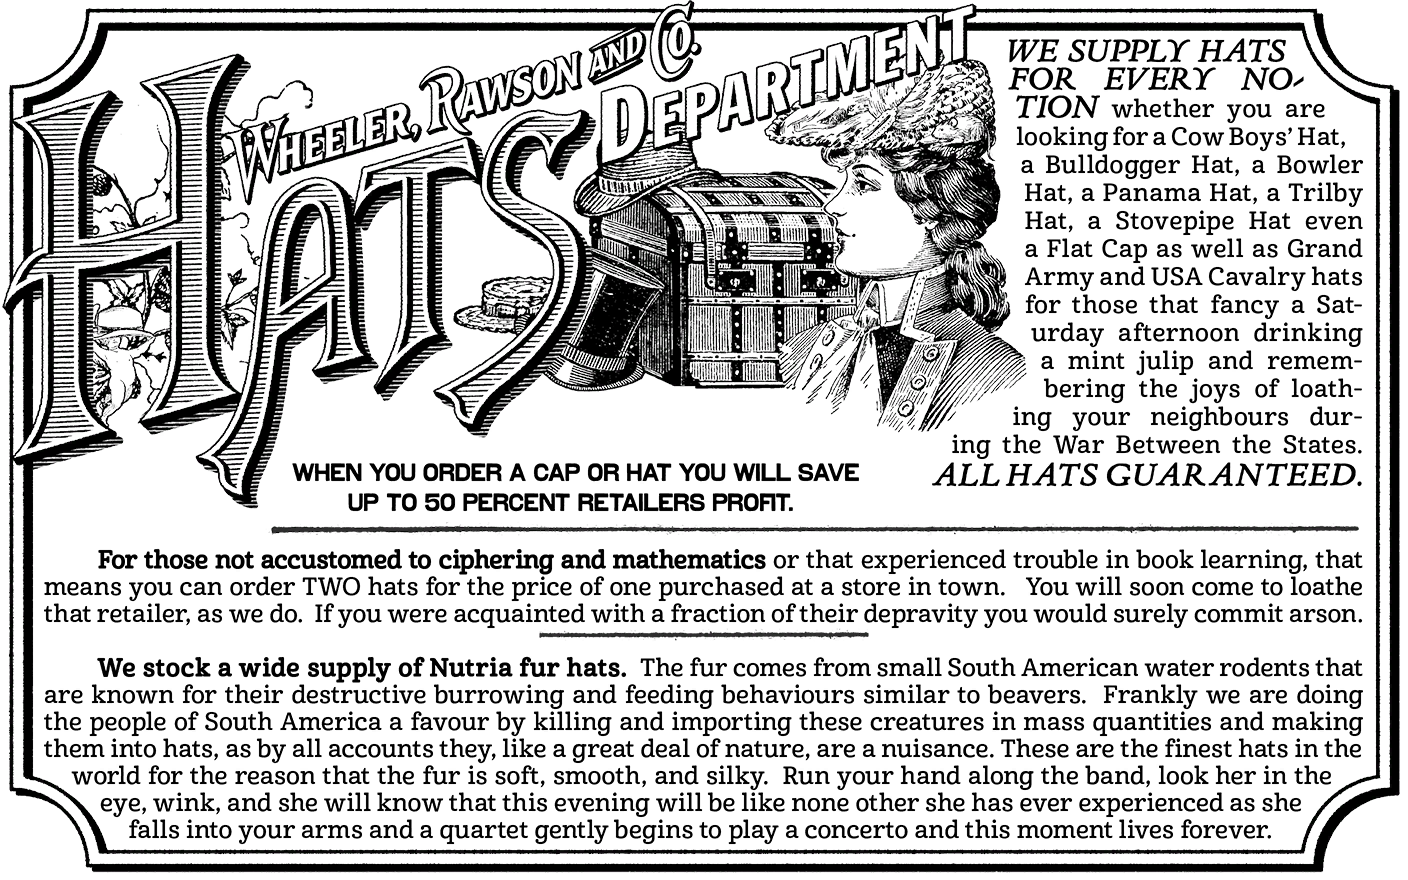 WHEELER, RAWSON AND CO.
HATS DEPARTMENT
WE SUPPLY HATS
FOR EVERY NO-
TION whether you are
looking for a Cow Boys' Hat,
a Bulldogger Hat, a Bowler
Hat, a Panama Hat, a Trilby
Hat, a Stovepipe Hat even
a Flat Cap as well as Grand
Army and USA Cavalry hats
for those that fancy a Sat-
urday afternoon drinking
a mint julip and remem-
bering the joys of loath-
ing your neighbours dur-
ing the War Between the States.
ALL HATS GUARANTEED.
WHEN YOU ORDER A CAP OR HAT YOU WILL SAVE
UP TO 50 PERCENT RETAILERS PROFIT.
For those not accustomed to ciphering and mathematics or that experienced trouble in book learning, that
means you can order TWO hats for the price of one purchased at a store in town. You will soon come to loathe
that retailer, as we do. If you were acquainted with a fraction of their depravity you would surely commit arson.
We stock a wide supply of Nutria fur hats. The fur comes from small South American water rodents that
are known for their destructive burrowing and feeding behaviours similar to beavers. Frankly we are doing
the people of South America a favour by killing and importing these creatures in mass quantities and making
them into hats, as by all accounts they, like a great deal of nature, are a nuisance. These are the finest hats in the
world for the reason that the fur is soft, smooth, and silky. Run your hand along the band, look her in the
eye, wink, and she will know that this evening will be like none other she has ever experienced as she
falls into your arms and a quartet gently begins to play a concerto and this moment lives forever.